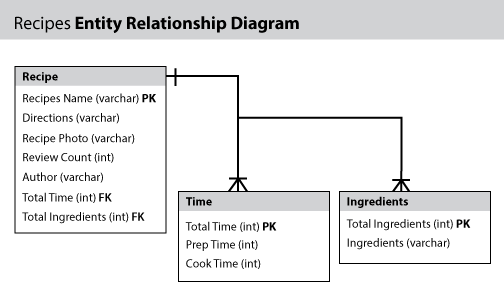 Recipes Entity Relationship Diagram
Recipe
Recipes Name (varchar) PK
Directions (varchar)
Recipe Photo (varchar)
Review Count (int)
Author (varchar)
Total Time (int) FK
Total Ingredients (int) FK
Time
Total Time (int) PK
Prep Time (int)
Cook Time (int)
Ingredients
Total Ingredients (int) PK
Ingredients (varchar)